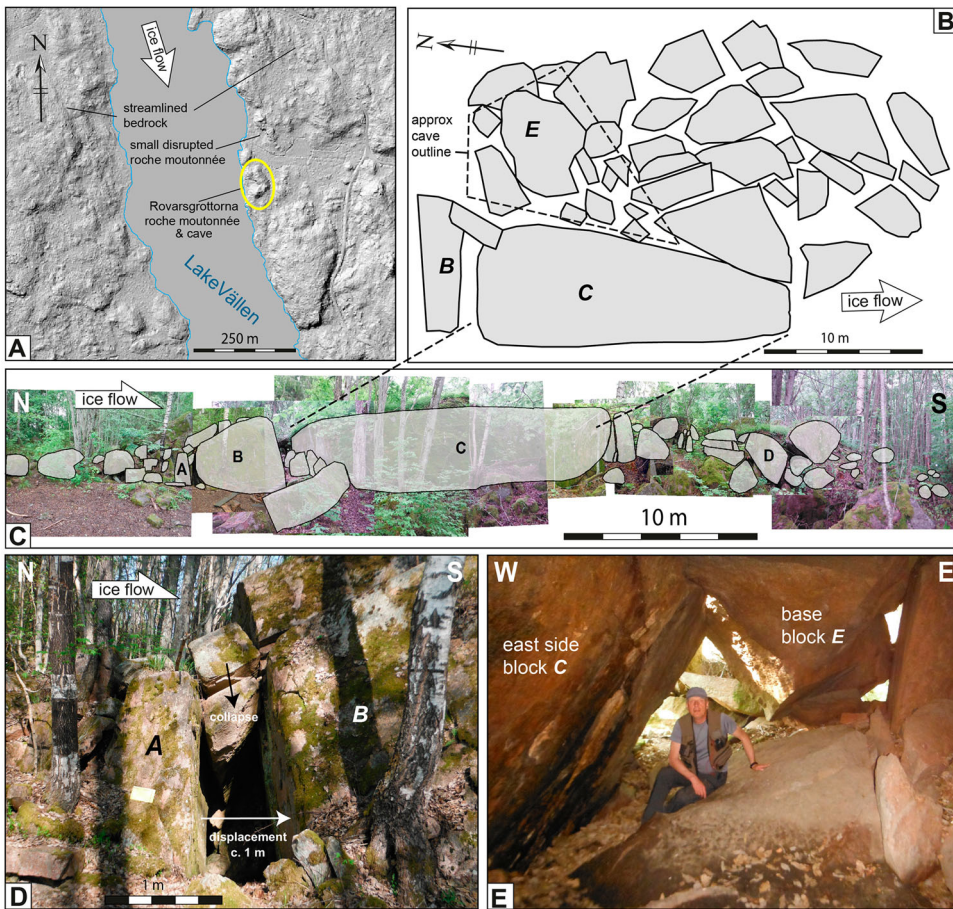 N
ice
flow
streamlined
bedrock
small disrupted
roche moutonnée
Rovarsgrottorna
roche moutonnée
& cave
LakeVällen
250 m
A
B
N
approx
cave
outline
E
B
C
ice flow
10 m
N
ice flow
S
A
B
C
D
10 m
C
N
ice flow
S
collapse
A
B
displacement
c. 1 m
1 m
D
W
E
east side
block C
base
block E
E